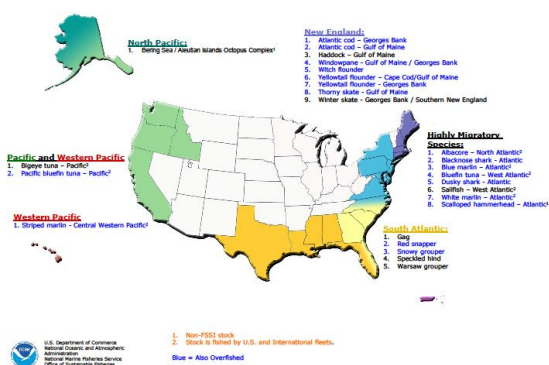 North Pacific:
1. Bering Sea / Aleutian Islands Octopus Complex¹
New England:
1. Atlantic cod – Georges Bank
2. Atlantic cod – Gulf of Maine
3. Haddock – Gulf of Maine
4. Windowpane - Gulf of Maine / Georges Bank
5. Witch flounder
6. Yellowtail flounder – Cape Cod/Gulf of Maine
7. Yellowtail flounder - Georges Bank
8. Thorny skate - Gulf of Maine
9. Winter skate - Georges Bank / Southern New England
Highly Migratory
Species:
1. Albacore – North Atlantic²
2. Blacknose shark - Atlantic
3. Blue marlin – Atlantic²
4. Bluefin tuna – West Atlantic²
5. Dusky shark - Atlantic
6. Sailfish – West Atlantic²
7. White marlin – Atlantic²
8. Scalloped hammerhead – Atlantic¹
Pacific and Western Pacific
1. Bigeye tuna – Pacific²
2. Pacific bluefin tuna – Pacific²
Western Pacific
1. Striped marlin - Central Western Pacific²
South Atlantic:
1. Gag
2. Red snapper
3. Snowy grouper
4. Speckled hind
5. Warsaw grouper
U.S. Department of Commerce
National Oceanic and Atmospheric
Administration
National Marine Fisheries Service
Office of Sustainable Fisheries
1. Non-FSSI stock
2. Stock is fished by U.S. and International fleets.
Blue = Also Overfished